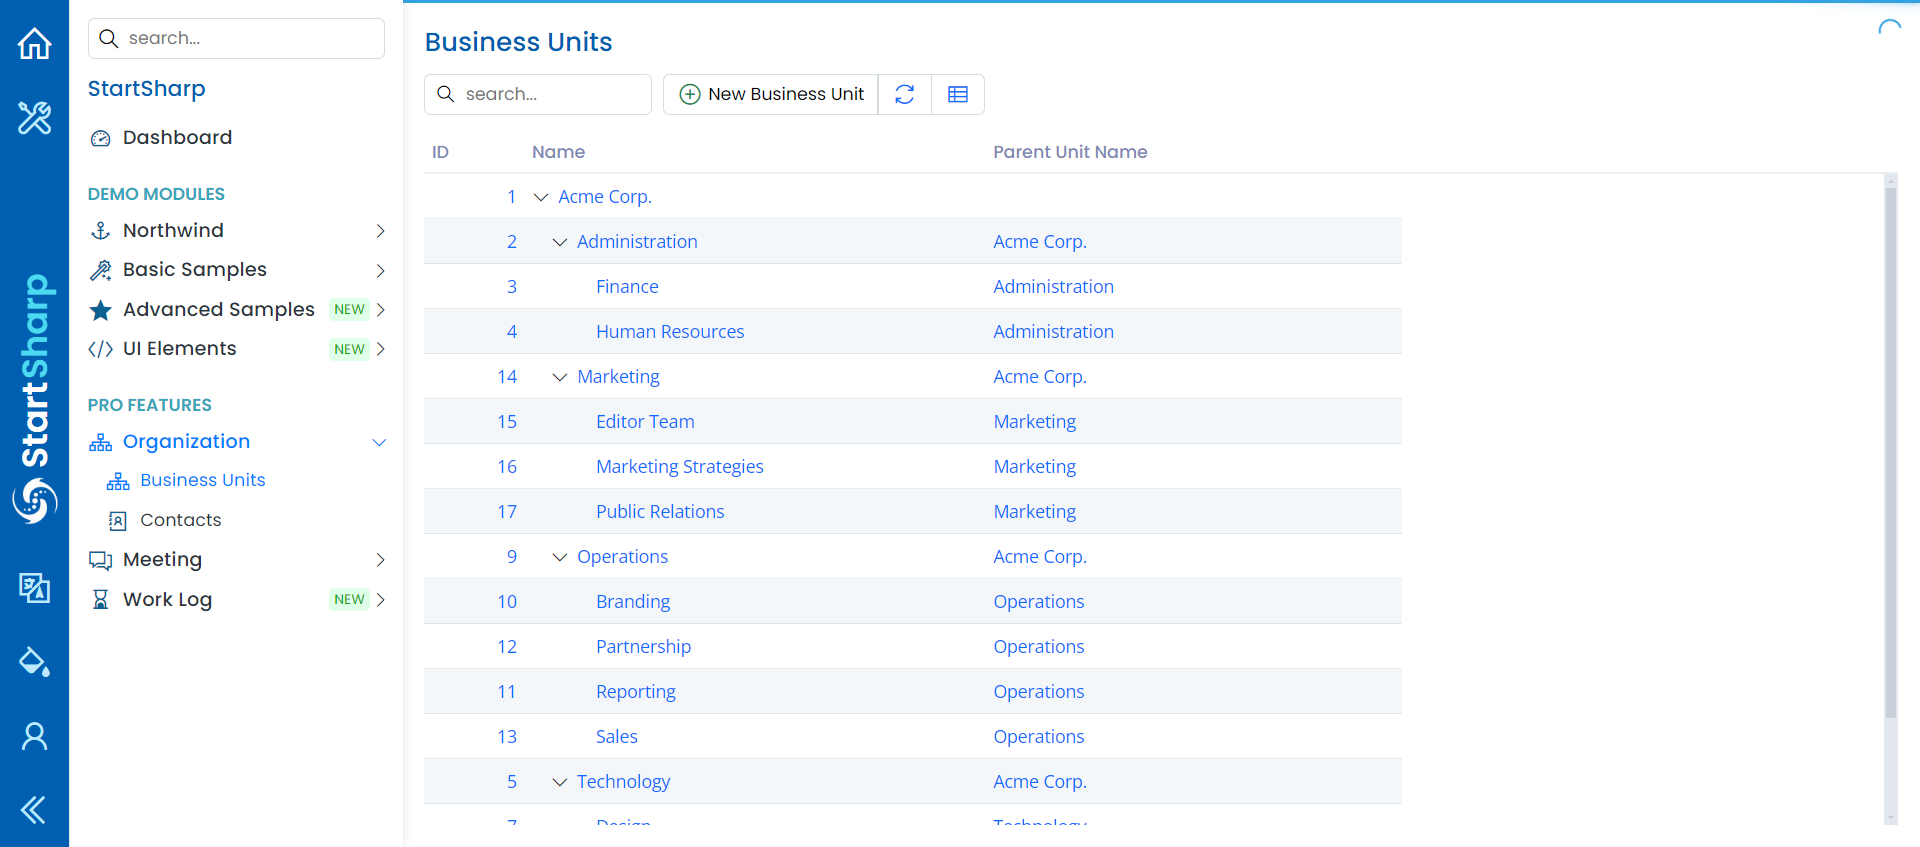 StartSharp
search...
StartSharp
Dashboard
DEMO MODULES
Northwind
Basic Samples
Advanced Samples NEW
UI Elements NEW
PRO FEATURES
Organization
Business Units
Contacts
Meeting
Work Log NEW
Business Units
search...
New Business Unit
ID Name Parent Unit Name
1 Acme Corp.
2 Administration Acme Corp.
3 Finance Administration
4 Human Resources Administration
14 Marketing Acme Corp.
15 Editor Team Marketing
16 Marketing Strategies Marketing
17 Public Relations Marketing
9 Operations Acme Corp.
10 Branding Operations
12 Partnership Operations
11 Reporting Operations
13 Sales Operations
5 Technology Acme Corp.
7 Design Technology